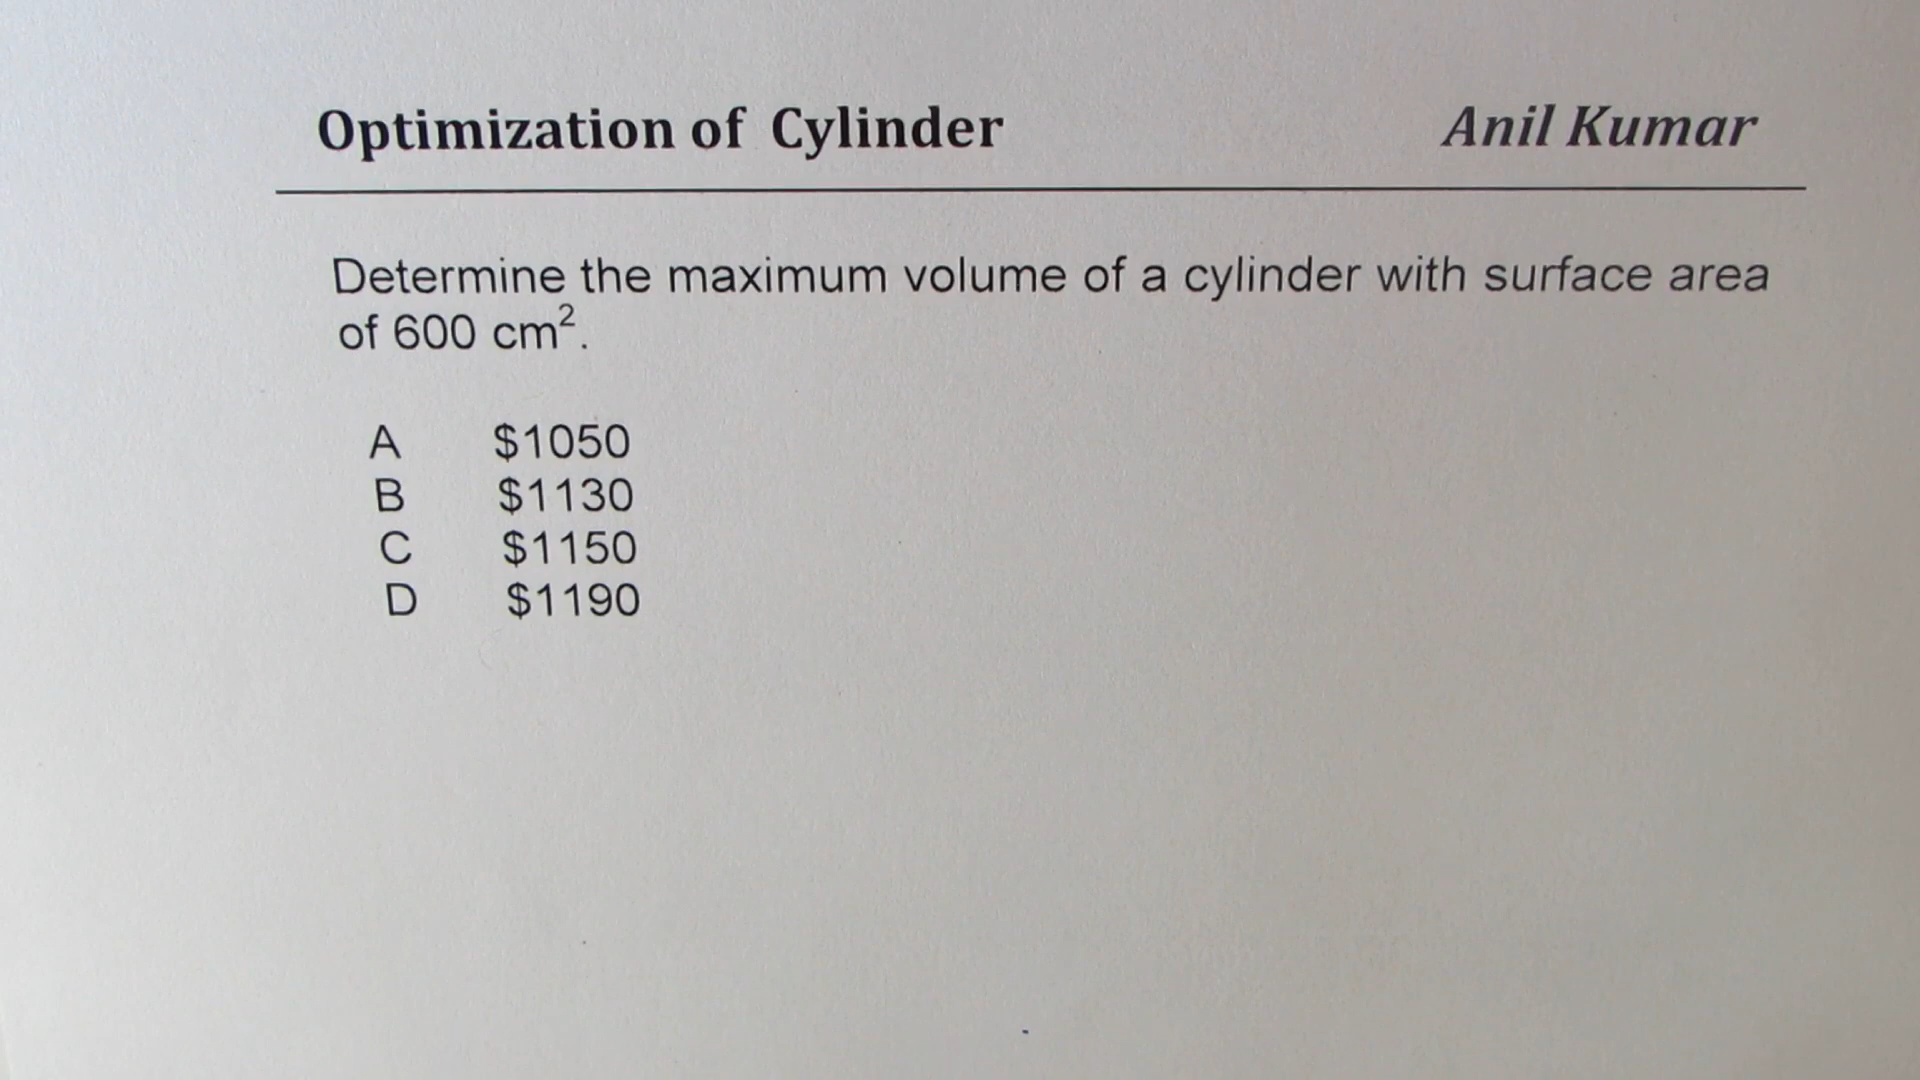 Optimization of Cylinder Anil Kumar
Determine the maximum volume of a cylinder with surface area
of 600 cm².
A $1050
B $1130
C $1150
D $1190